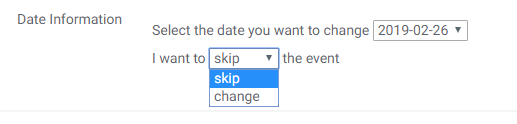 Date Information
Select the date you want to change 2019-02-26
I want to skip the event
skip
change